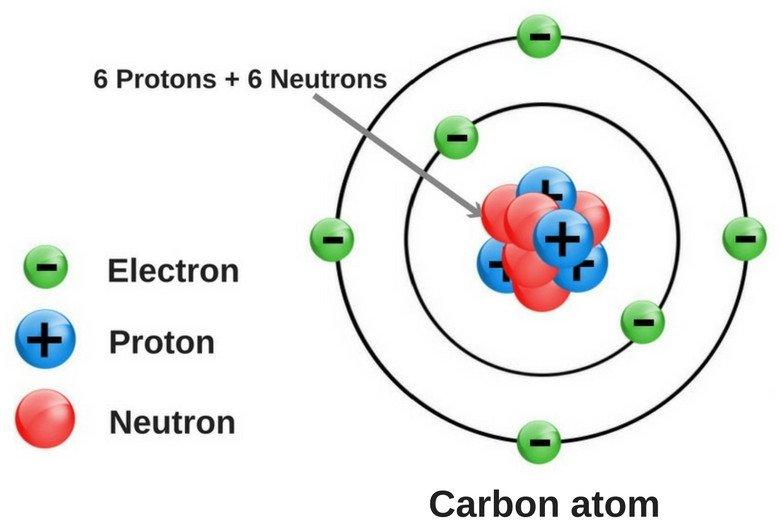 6 Protons + 6 Neutrons
Electron
Proton
Neutron
Carbon atom